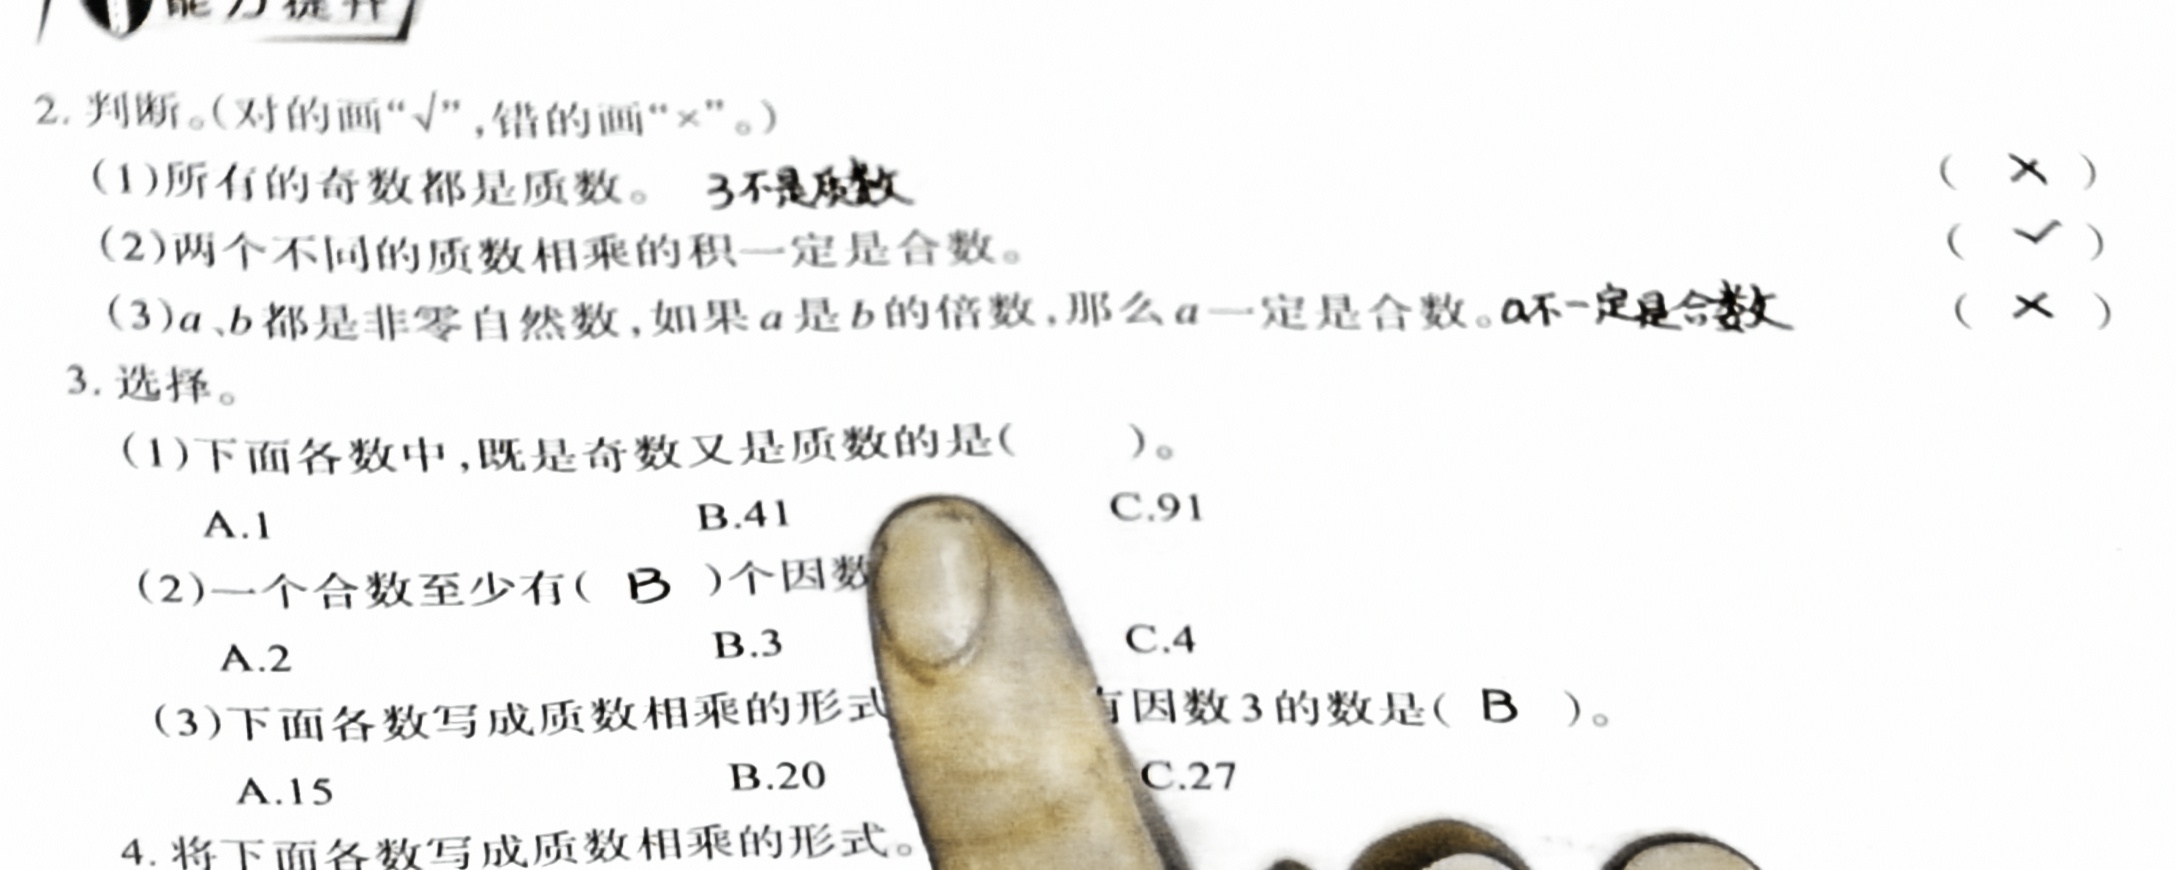 能力提升
2. 判断。(对的画“√”,错的画“×”。)
(1)所有的奇数都是质数。 3不是质数 ( × )
(2)两个不同的质数相乘的积一定是合数。 ( √ )
(3)a、b都是非零自然数,如果a是b的倍数,那么a一定是合数。a不一定是合数 ( × )
3. 选择。
(1)下面各数中,既是奇数又是质数的是( )。
A.1 B.41 C.91
(2)一个合数至少有( B )个因数
A.2 B.3 C.4
(3)下面各数写成质数相乘的形式 有因数3的数是( B )。
A.15 B.20 C.27
4. 将下面各数写成质数相乘的形式。